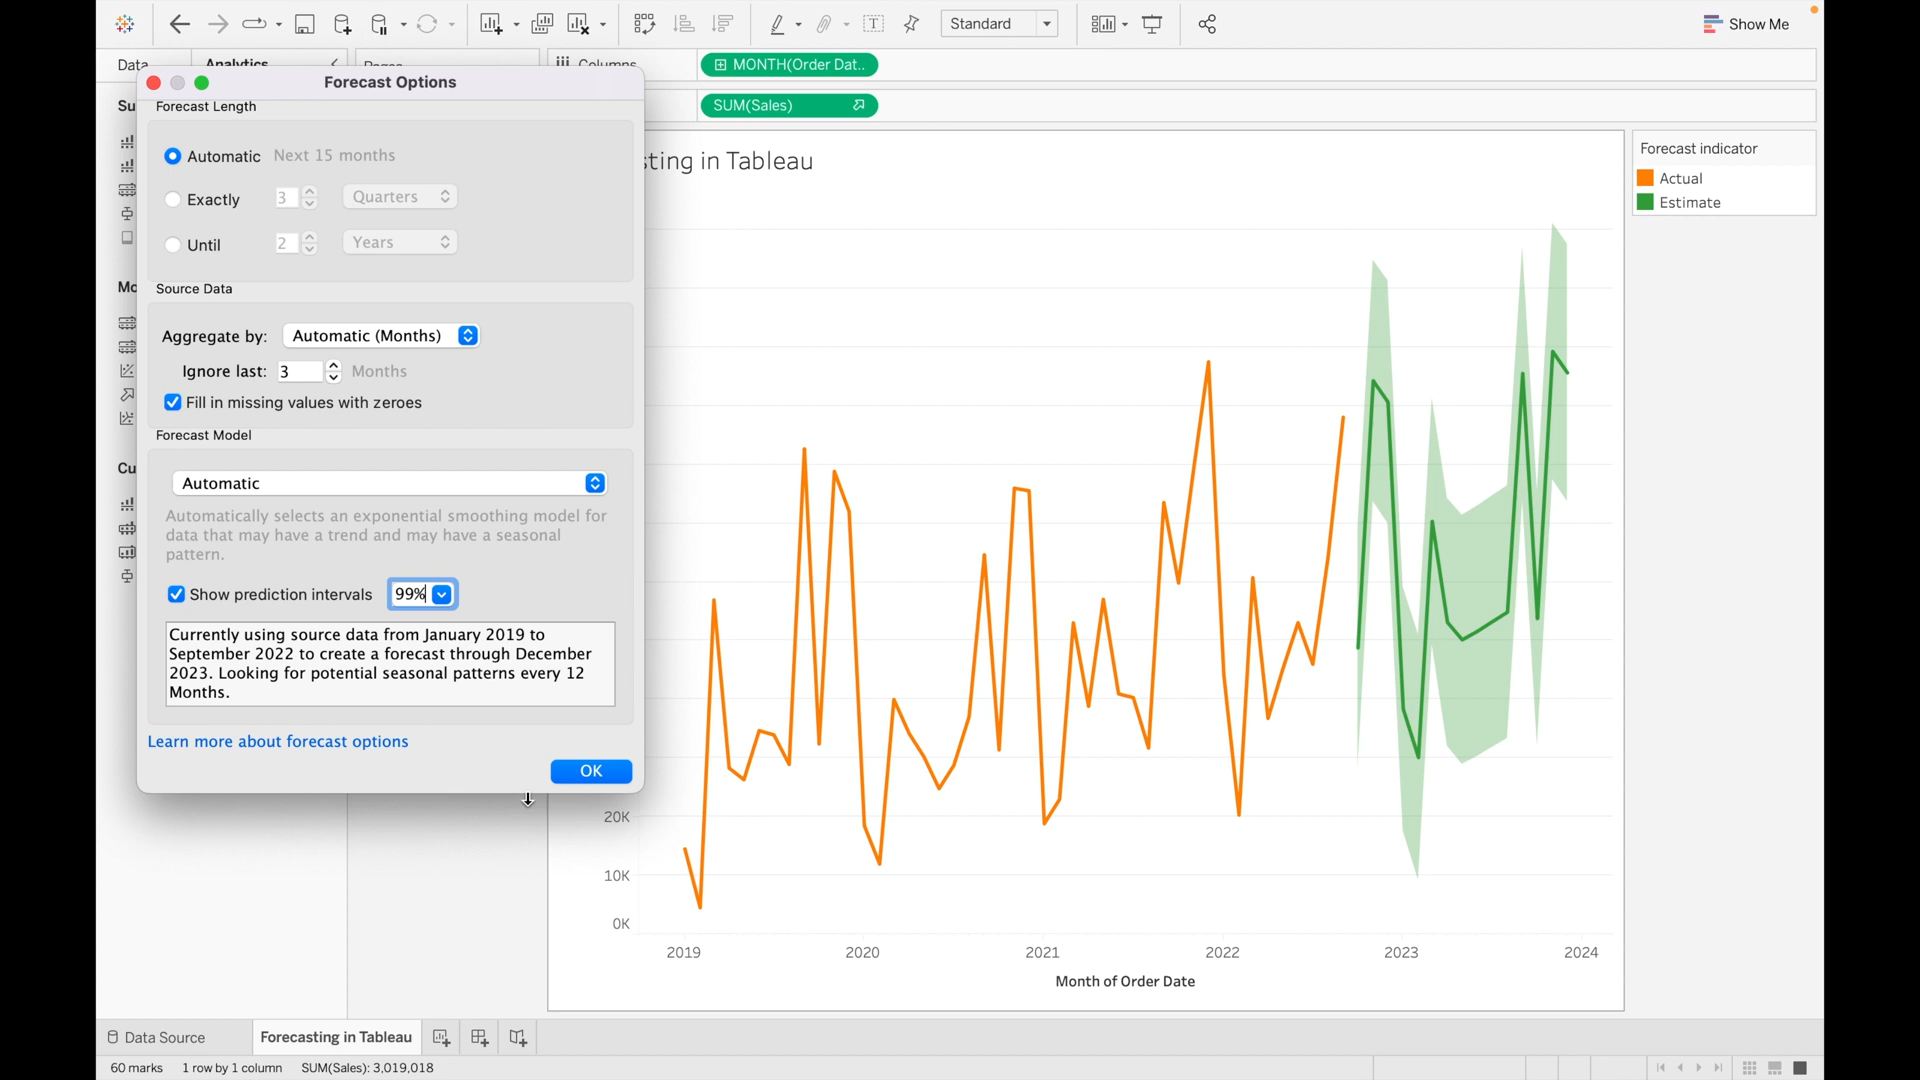 Standard
Show Me
Data
Analytics
Pages
Columns
MONTH(Order Dat..
SUM(Sales)
Forecast Options
Forecast Length
Automatic Next 15 months
Exactly 3 Quarters
Until 2 Years
Source Data
Aggregate by: Automatic (Months)
Ignore last: 3 Months
Fill in missing values with zeroes
Forecast Model
Automatic
Automatically selects an exponential smoothing model for
data that may have a trend and may have a seasonal
pattern.
Show prediction intervals 99%
Currently using source data from January 2019 to
September 2022 to create a forecast through December
2023. Looking for potential seasonal patterns every 12
Months.
Learn more about forecast options
OK
Su
Mo
Cu
sting in Tableau
Forecast indicator
Actual
Estimate
20K
10K
0K
2019 2020 2021 2022 2023 2024
Month of Order Date
Data Source
Forecasting in Tableau
60 marks 1 row by 1 column SUM(Sales): 3,019,018